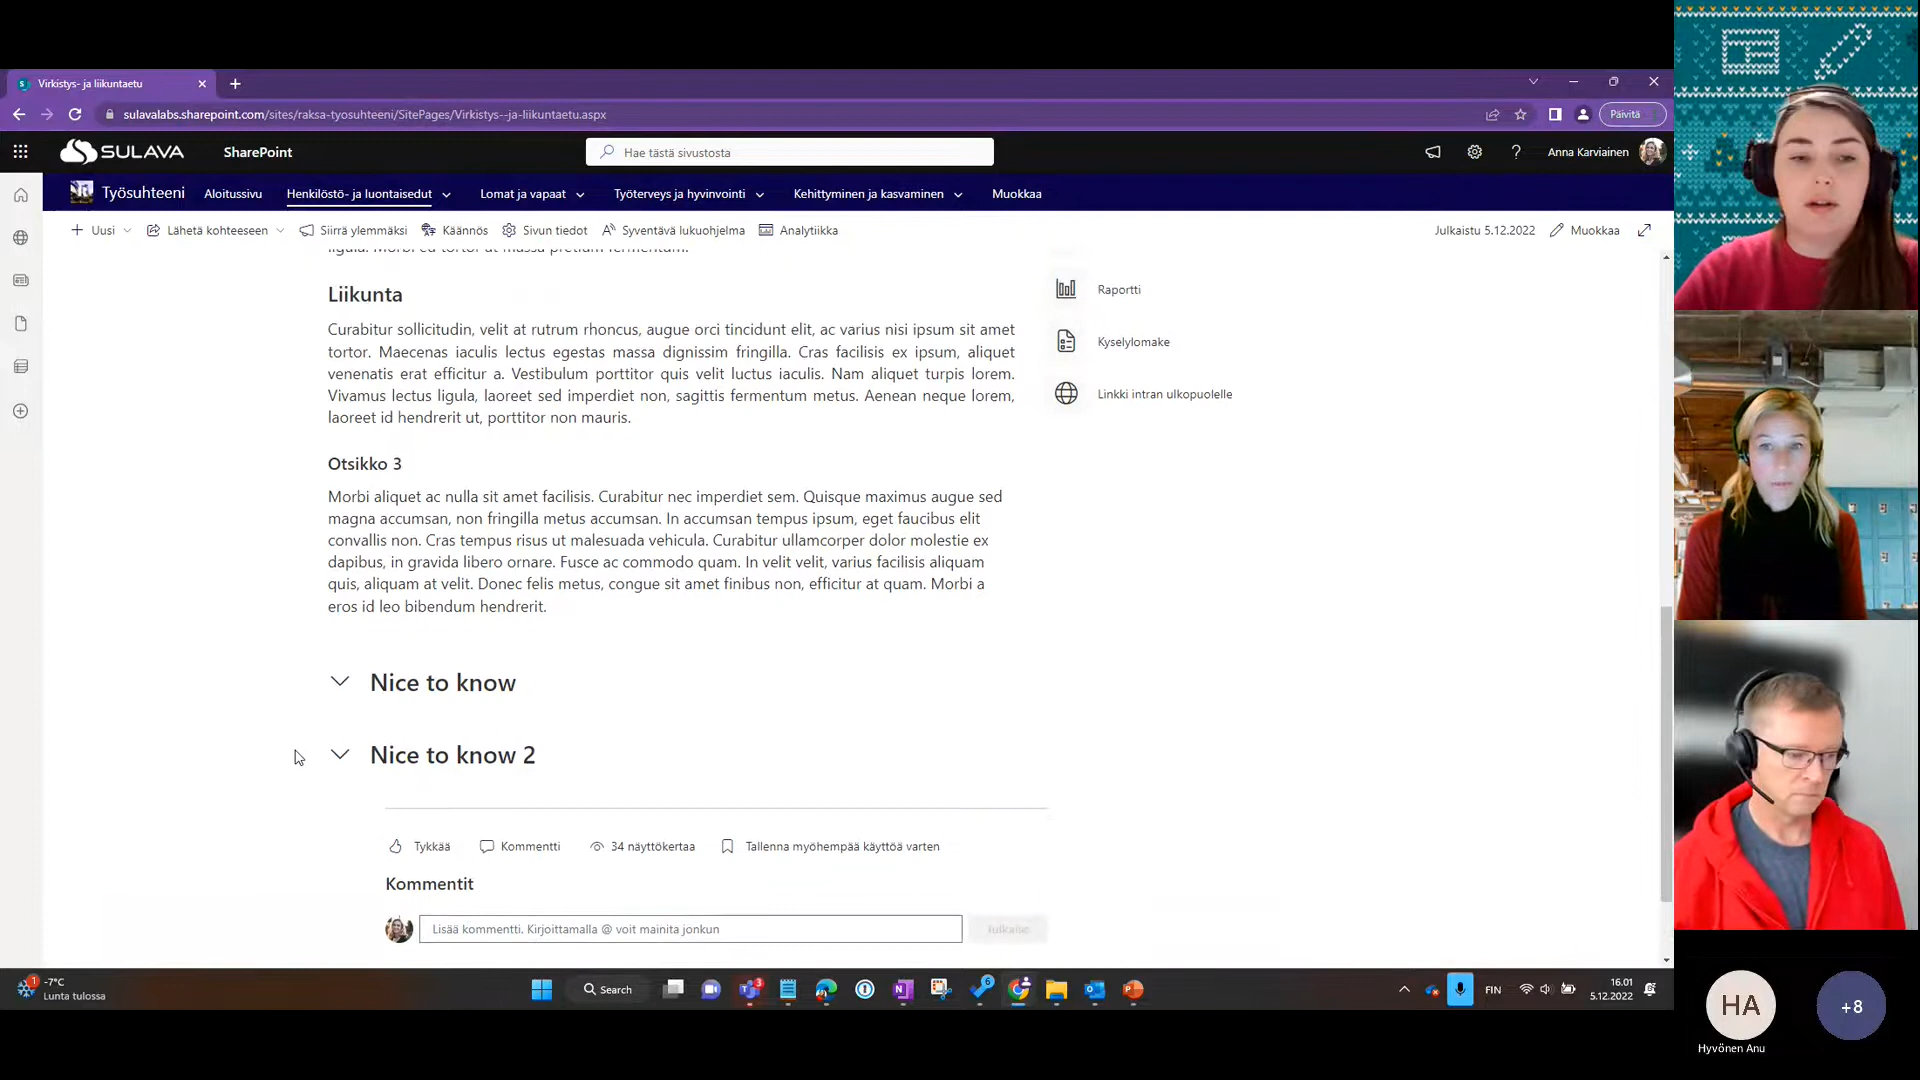 Virkistys- ja liikuntaetu
sulavalabs.sharepoint.com/sites/raksa-tyosuhteeni/SitePages/Virkistys--ja-liikuntaetu.aspx
Päivitä
SULAVA
SharePoint
Hae tästä sivustosta
Anna Karviainen
Työsuhteeni
Aloitussivu
Henkilöstö- ja luontaisedut
Lomat ja vapaat
Työterveys ja hyvinvointi
Kehittyminen ja kasvaminen
Muokkaa
Uusi
Lähetä kohteeseen
Siirrä ylemmäksi
Käännös
Sivun tiedot
Syventävä lukuohjelma
Analytiikka
Julkaistu 5.12.2022
Muokkaa
ligula. Morbi ed tortor at massa pretium fermentum.
Liikunta
Curabitur sollicitudin, velit at rutrum rhoncus, augue orci tincidunt elit, ac varius nisi ipsum sit amet
tortor. Maecenas iaculis lectus egestas massa dignissim fringilla. Cras facilisis ex ipsum, aliquet
venenatis erat efficitur a. Vestibulum porttitor quis velit luctus iaculis. Nam aliquet turpis lorem.
Vivamus lectus ligula, laoreet sed imperdiet non, sagittis fermentum metus. Aenean neque lorem,
laoreet id hendrerit ut, porttitor non mauris.
Otsikko 3
Morbi aliquet ac nulla sit amet facilisis. Curabitur nec imperdiet sem. Quisque maximus augue sed
magna accumsan, non fringilla metus accumsan. In accumsan tempus ipsum, eget faucibus elit
convallis non. Cras tempus risus ut malesuada vehicula. Curabitur ullamcorper dolor molestie ex
dapibus, in gravida libero ornare. Fusce ac commodo quam. In velit velit, varius facilisis aliquam
quis, aliquam at velit. Donec felis metus, congue sit amet finibus non, efficitur at quam. Morbi a
eros id leo bibendum hendrerit.
Raportti
Kyselylomake
Linkki intran ulkopuolelle
Nice to know
Nice to know 2
Tykkää
Kommentti
34 näyttökertaa
Tallenna myöhempää käyttöä varten
Kommentit
Lisää kommentti. Kirjoittamalla @ voit mainita jonkun
Julkaise
1
-7°C
Lunta tulossa
Search
3
6
FIN
16.01
5.12.2022
HA
Hyvönen Anu
+8